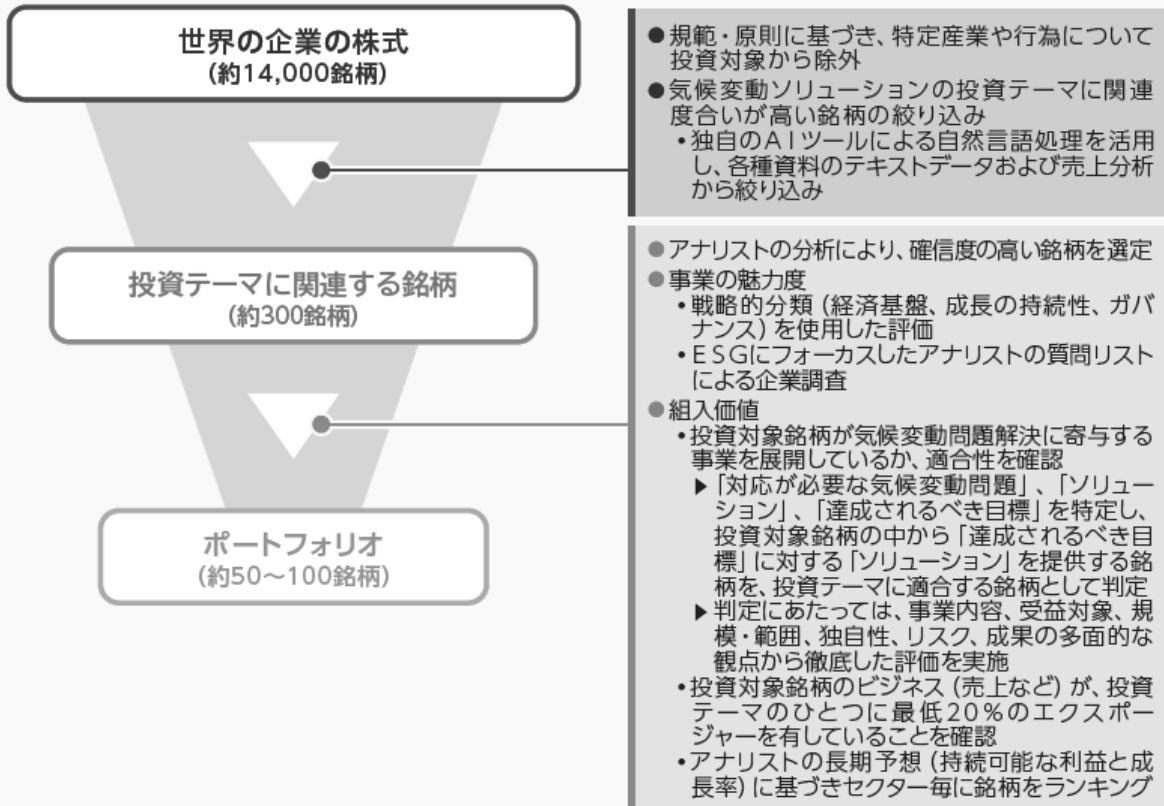 世界の企業の株式
(約14,000銘柄)
投資テーマに関連する銘柄
(約300銘柄)
ポートフォリオ
(約50〜100銘柄)
●規範・原則に基づき、特定産業や行為について
投資対象から除外
●気候変動ソリューションの投資テーマに関連
度合いが高い銘柄の絞り込み
•独自のAIツールによる自然言語処理を活用
し、各種資料のテキストデータおよび売上分析
から絞り込み
●アナリストの分析により、確信度の高い銘柄を選定
●事業の魅力度
•戦略的分類(経済基盤、成長の持続性、ガバ
ナンス)を使用した評価
•ESGにフォーカスしたアナリストの質問リスト
による企業調査
●組入価値
•投資対象銘柄が気候変動問題解決に寄与する
事業を展開しているか、適合性を確認
▶「対応が必要な気候変動問題」、「ソリュー
ション」、「達成されるべき目標」を特定し、
投資対象銘柄の中から「達成されるべき目
標」に対する「ソリューション」を提供する銘
柄を、投資テーマに適合する銘柄として判定
▶判定にあたっては、事業内容、受益対象、規
模・範囲、独自性、リスク、成果の多面的な
観点から徹底した評価を実施
•投資対象銘柄のビジネス(売上など)が、投資
テーマのひとつに最低20%のエクスポー
ジャーを有していることを確認
•アナリストの長期予想(持続可能な利益と成
長率)に基づきセクター毎に銘柄をランキング